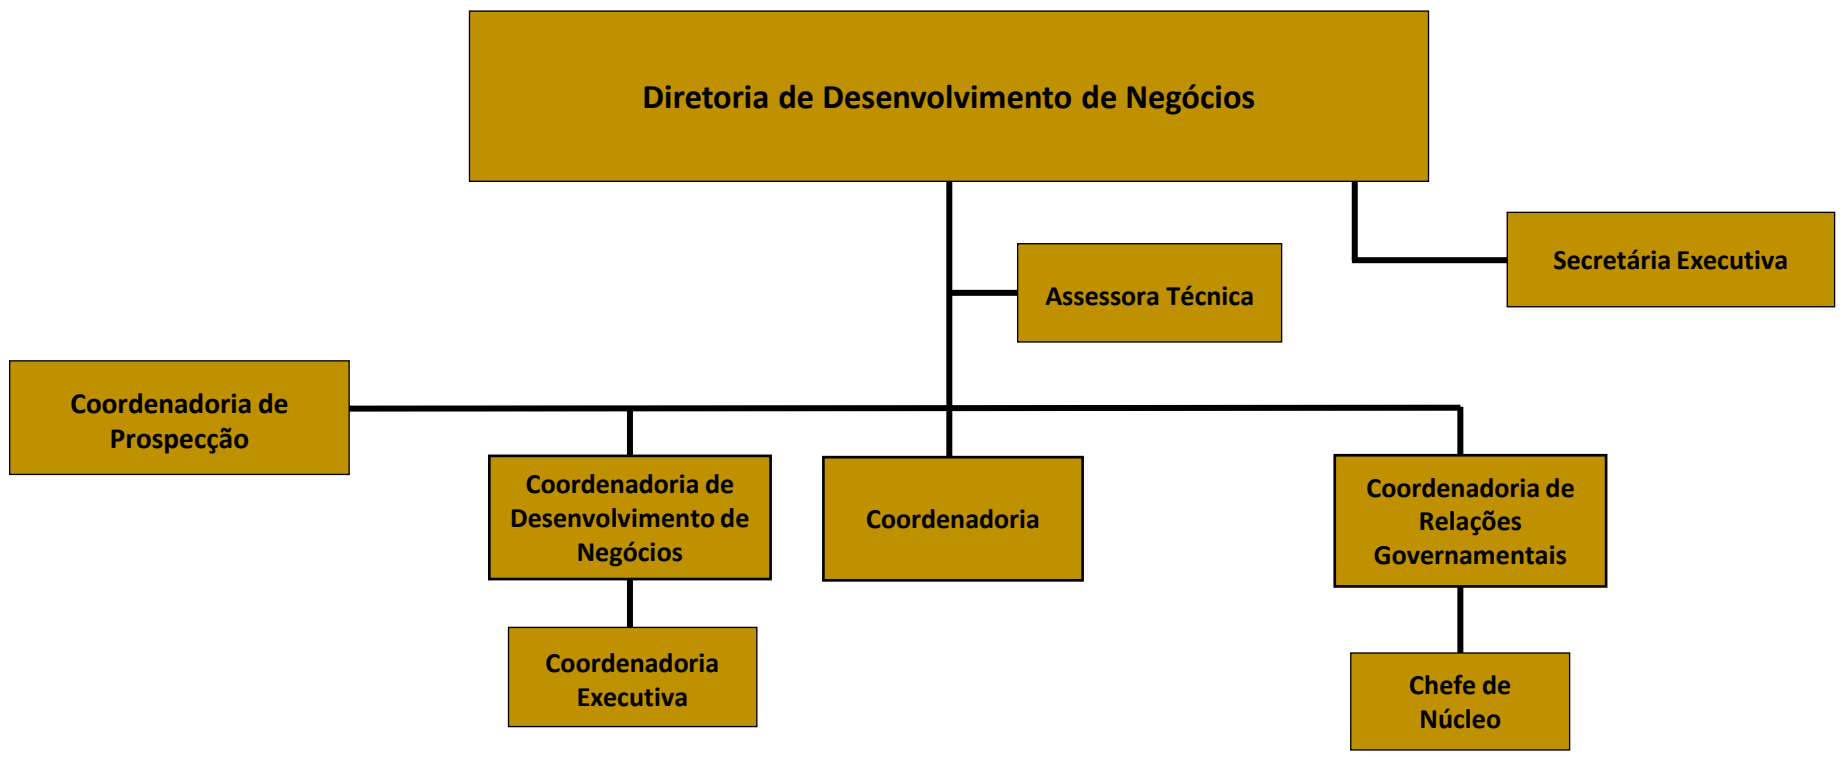 Diretoria de Desenvolvimento de Negócios
Secretária Executiva
Assessora Técnica
Coordenadoria de
Prospecção
Coordenadoria de
Desenvolvimento de
Negócios
Coordenadoria
Coordenadoria de
Relações
Governamentais
Coordenadoria
Executiva
Chefe de
Núcleo